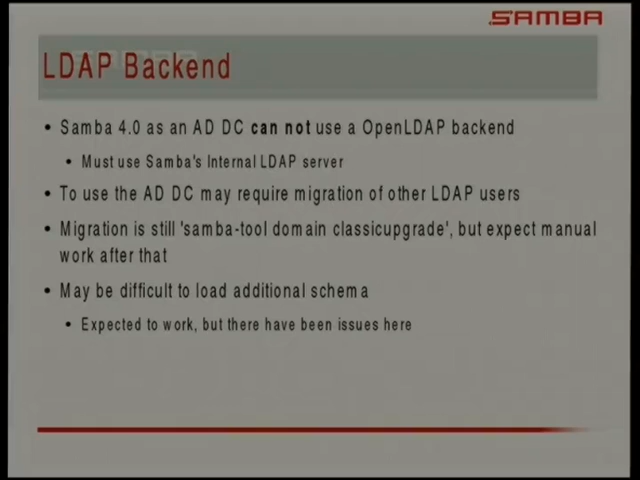 SAMBA
LDAP Backend
• Samba 4.0 as an AD DC can not use a OpenLDAP backend
• Must use Samba's Internal LDAP server
• To use the AD DC may require migration of other LDAP users
• Migration is still 'samba-tool domain classicupgrade', but expect manual
work after that
• May be difficult to load additional schema
• Expected to work, but there have been issues here